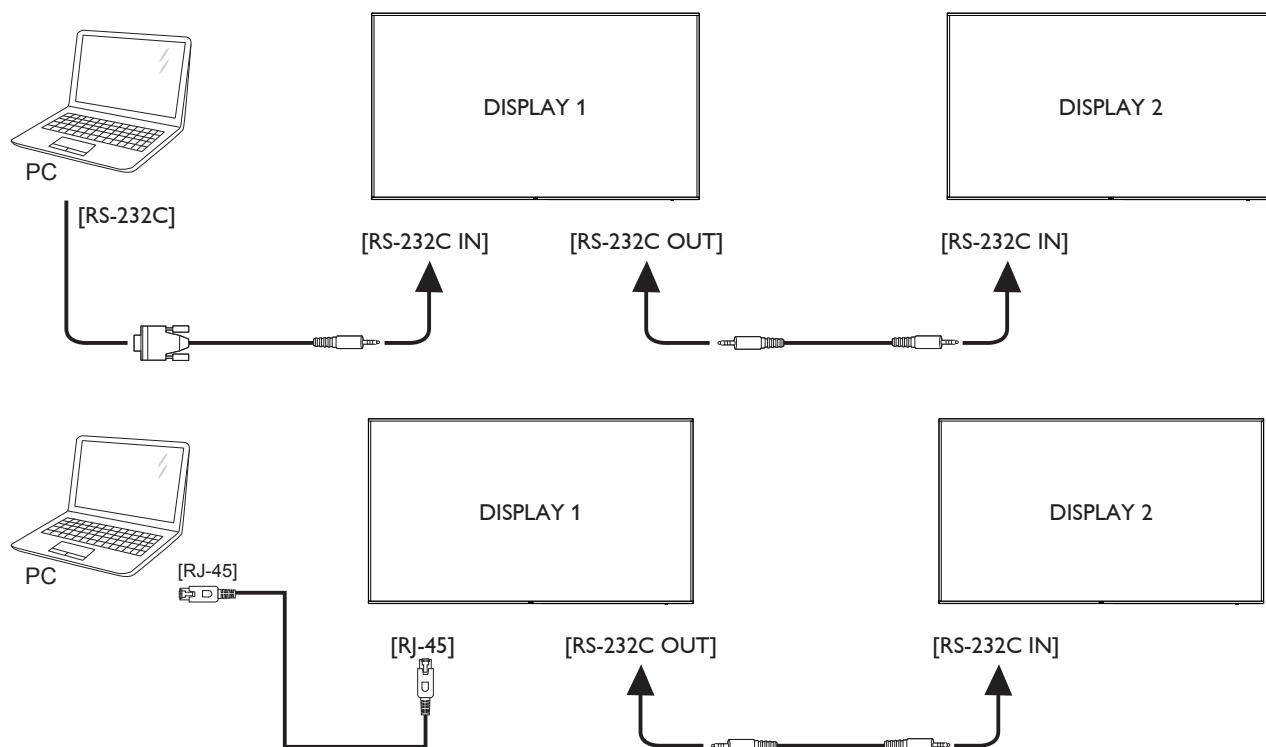 DISPLAY 1
DISPLAY 2
PC
[RS-232C]
[RS-232C IN]
[RS-232C OUT]
[RS-232C IN]
DISPLAY 1
DISPLAY 2
PC
[RJ-45]
[RJ-45]
[RS-232C OUT]
[RS-232C IN]